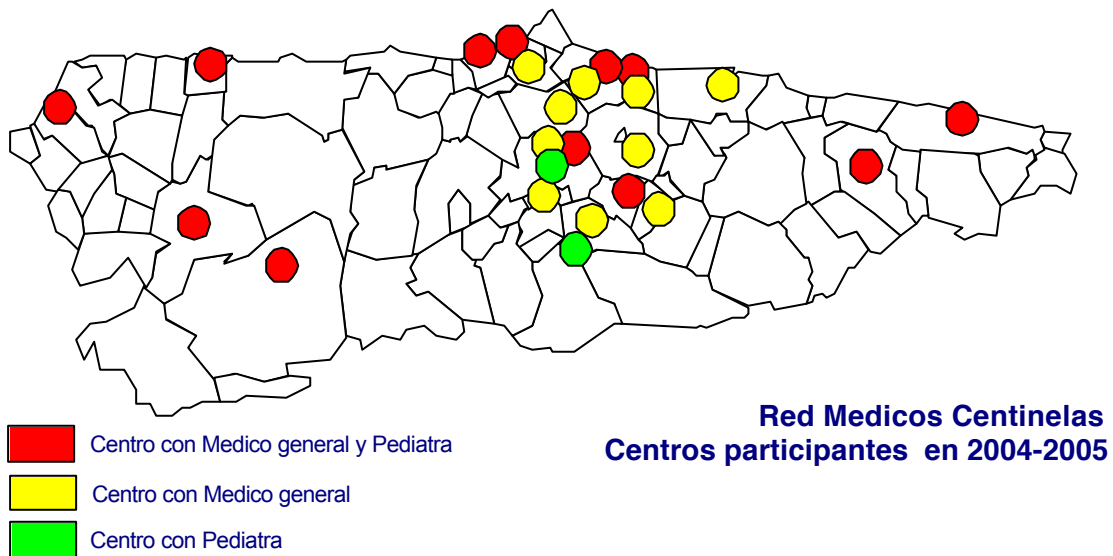 Red Medicos Centinelas
Centros participantes en 2004-2005
Centro con Medico general y Pediatra
Centro con Medico general
Centro con Pediatra